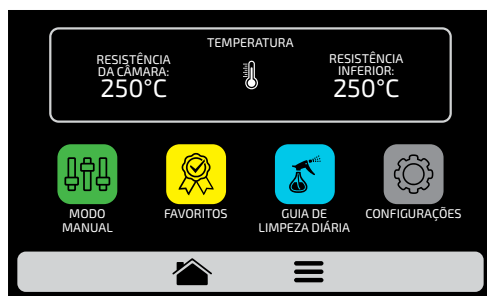 TEMPERATURA
RESISTÊNCIA
DA CÂMARA:
250°C
RESISTÊNCIA
INFERIOR:
250°C
MODO
MANUAL
FAVORITOS
GUIA DE
LIMPEZA DIÁRIA
CONFIGURAÇÕES